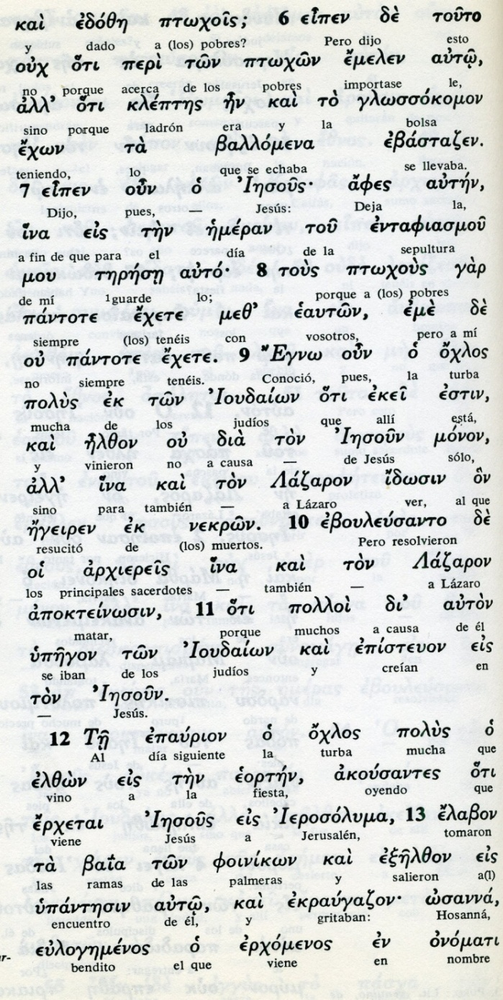 καὶ ἐδόθη πτωχοῖς; 6 εἶπεν δὲ τοῦτο
y dado a (los) pobres? Pero dijo esto
οὐχ ὅτι περὶ τῶν πτωχῶν ἔμελεν αὐτῷ,
no porque acerca de los pobres importase le,
ἀλλ' ὅτι κλέπτης ἦν καὶ τὸ γλωσσόκομον
sino porque ladrón era y la bolsa
ἔχων τὰ βαλλόμενα ἐβάσταζεν.
teniendo, lo que se echaba se llevaba.
7 εἶπεν οὖν ὁ Ἰησοῦς· ἄφες αὐτήν,
Dijo, pues, — Jesús: Deja la,
ἵνα εἰς τὴν ἡμέραν τοῦ ἐνταφιασμοῦ
a fin de que para el día de la sepultura
μου τηρήσῃ αὐτό· 8 τοὺς πτωχοὺς γὰρ
de mí 1guarde lo; porque a (los) pobres
πάντοτε ἔχετε μεθ' ἑαυτῶν, ἐμὲ δὲ
siempre (los) tenéis con vosotros, pero a mí
οὐ πάντοτε ἔχετε. 9 Ἔγνω οὖν ὁ ὄχλος
no siempre tenéis. Conoció, pues, la turba
πολὺς ἐκ τῶν Ἰουδαίων ὅτι ἐκεῖ ἐστιν,
mucha de los judíos que allí está,
καὶ ἦλθον οὐ διὰ τὸν Ἰησοῦν μόνον,
y vinieron no a causa de Jesús sólo,
ἀλλ' ἵνα καὶ τὸν Λάζαρον ἴδωσιν ὃν
sino para también — a Lázaro ver, al que
ἤγειρεν ἐκ νεκρῶν. 10 ἐβουλεύσαντο δὲ
resucitó de (los) muertos. Pero resolvieron
οἱ ἀρχιερεῖς ἵνα καὶ τὸν Λάζαρον
los principales sacerdotes — también — a Lázaro
ἀποκτείνωσιν, 11 ὅτι πολλοὶ δι' αὐτὸν
matar, porque muchos a causa de él
ὑπῆγον τῶν Ἰουδαίων καὶ ἐπίστευον εἰς
se iban de los judíos y creían en
τὸν Ἰησοῦν.
— Jesús.
12 Τῇ ἐπαύριον ὁ ὄχλος πολὺς ὁ
Al día siguiente la turba mucha que
ἐλθὼν εἰς τὴν ἑορτήν, ἀκούσαντες ὅτι
vino a la fiesta, oyendo que
ἔρχεται Ἰησοῦς εἰς Ἱεροσόλυμα, 13 ἔλαβον
viene Jesús a Jerusalén, tomaron
τὰ βαΐα τῶν φοινίκων καὶ ἐξῆλθον εἰς
las ramas de las palmeras y salieron a(l)
ὑπάντησιν αὐτῷ, καὶ ἐκραύγαζον· ὡσαννά,
encuentro de él, y gritaban: Hosanná,
εὐλογημένος ὁ ἐρχόμενος ἐν ὀνόματι
bendito el que viene en nombre